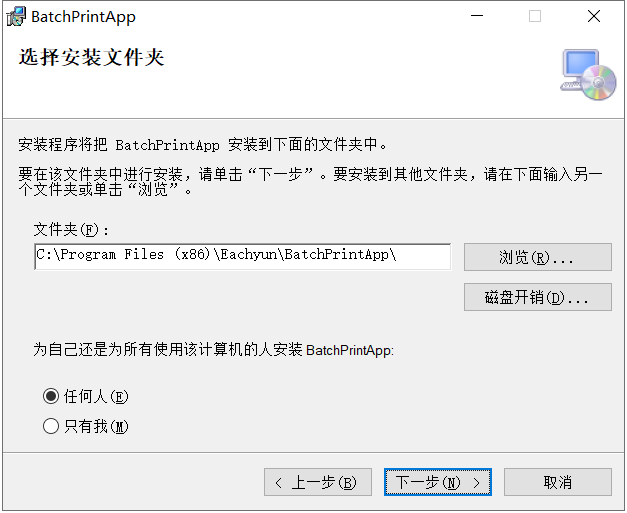 BatchPrintApp
选择安装文件夹
安装程序将把 BatchPrintApp 安装到下面的文件夹中。
要在该文件夹中进行安装，请单击“下一步”。要安装到其他文件夹，请在下面输入另一
个文件夹或单击“浏览”。
文件夹(F)：
C:\Program Files (x86)\Eachyun\BatchPrintApp\
浏览(R)...
磁盘开销(D)...
为自己还是为所有使用该计算机的人安装 BatchPrintApp:
任何人(E)
只有我(M)
< 上一步(B)
下一步(N) >
取消